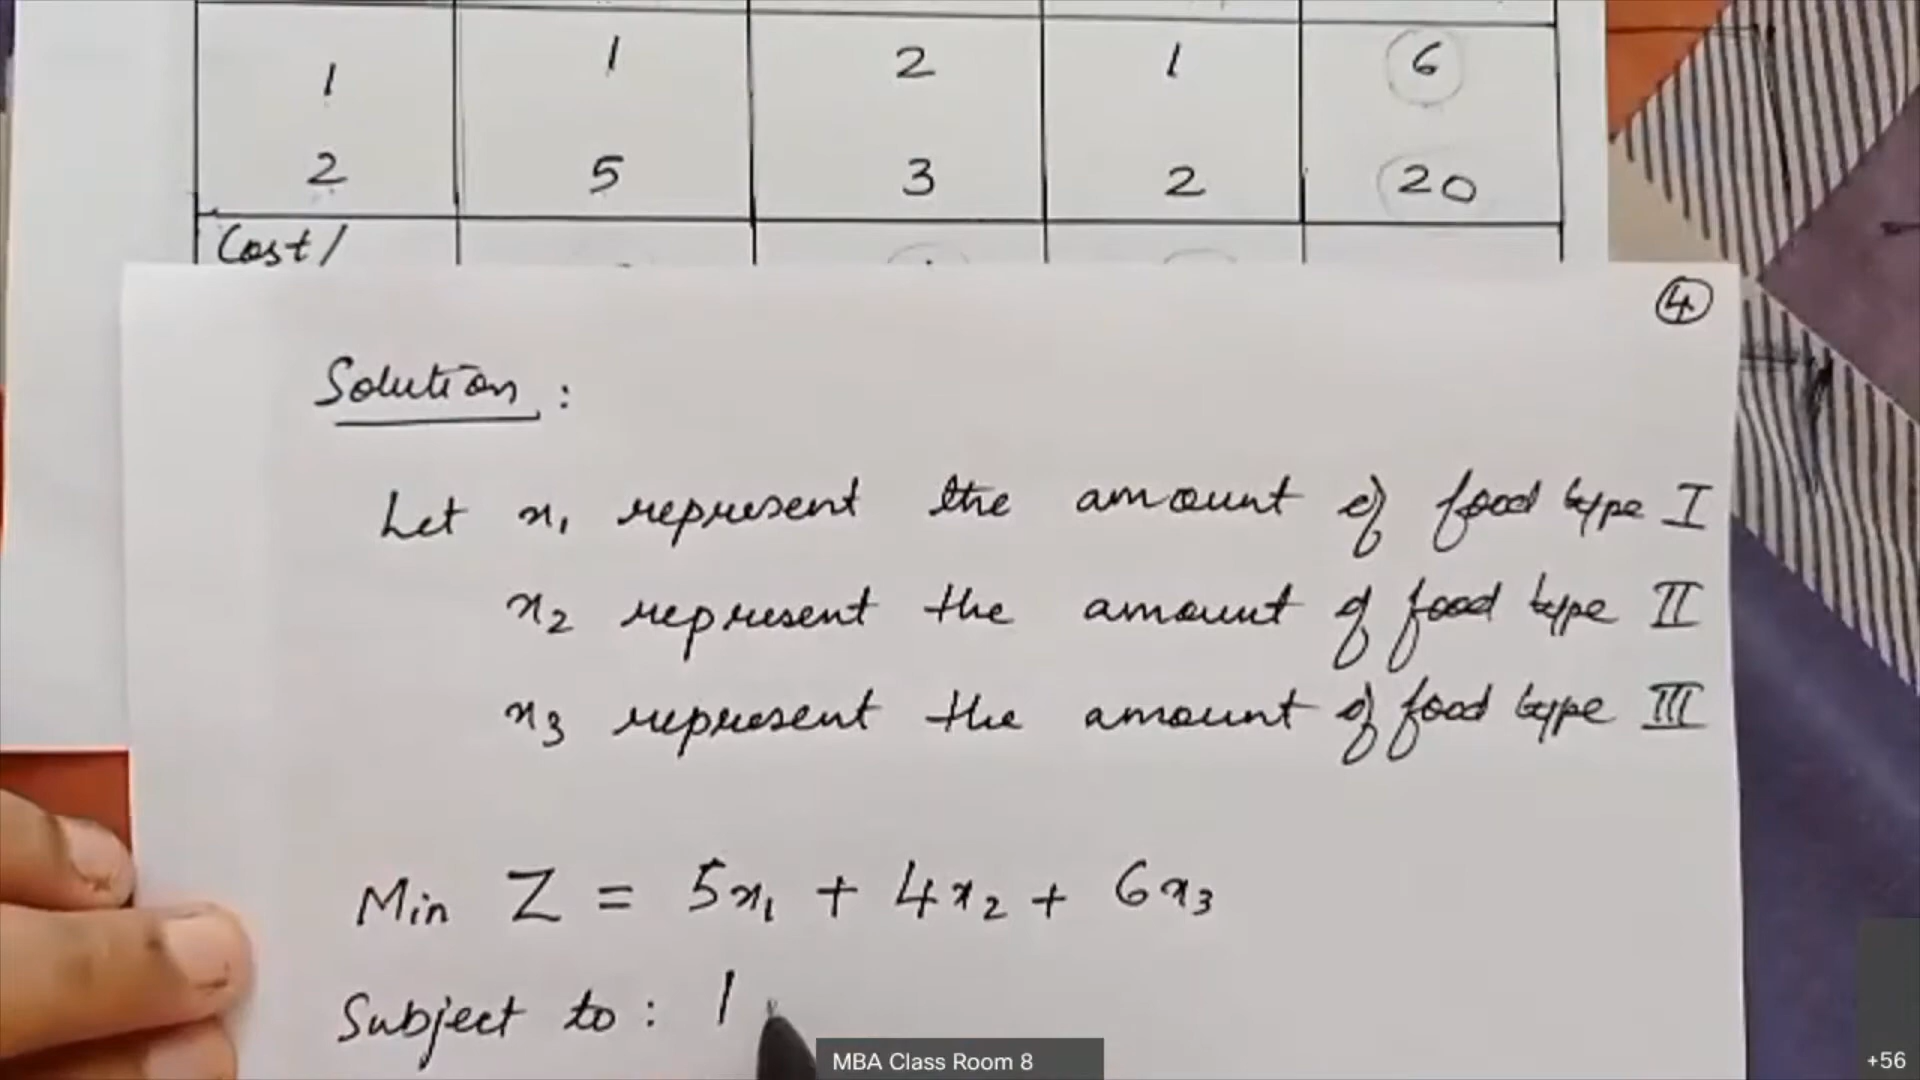 1 1 2 1 6
2 5 3 2 20
Cost/
4
Solution :
Let x₁ represent the amount of food type I
x₂ represent the amount of food type II
x₃ represent the amount of food type III
Min Z = 5x₁ + 4x₂ + 6x₃
Subject to : 1
MBA Class Room 8
+56